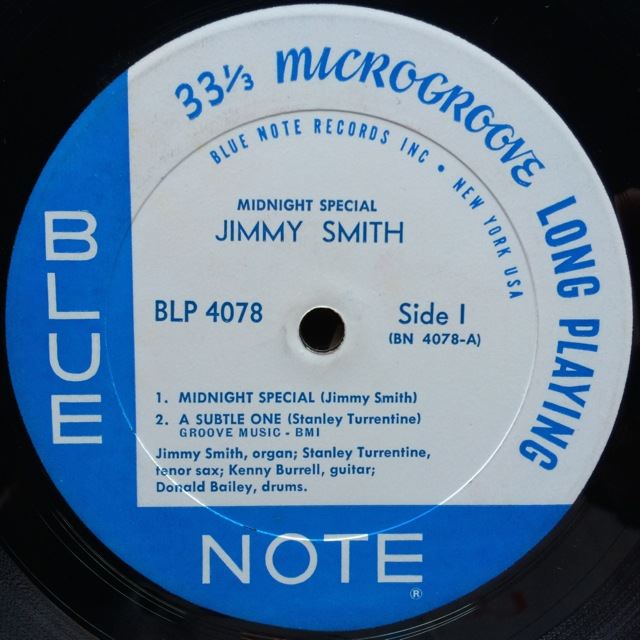 33⅓ MICROGROOVE LONG PLAYING
BLUE NOTE RECORDS INC • NEW YORK USA
MIDNIGHT SPECIAL
JIMMY SMITH
BLP 4078
Side 1
(BN 4078-A)
1. MIDNIGHT SPECIAL (Jimmy Smith)
2. A SUBTLE ONE (Stanley Turrentine)
GROOVE MUSIC - BMI
Jimmy Smith, organ; Stanley Turrentine,
tenor sax; Kenny Burrell, guitar;
Donald Bailey, drums.
BLUE
NOTE
®